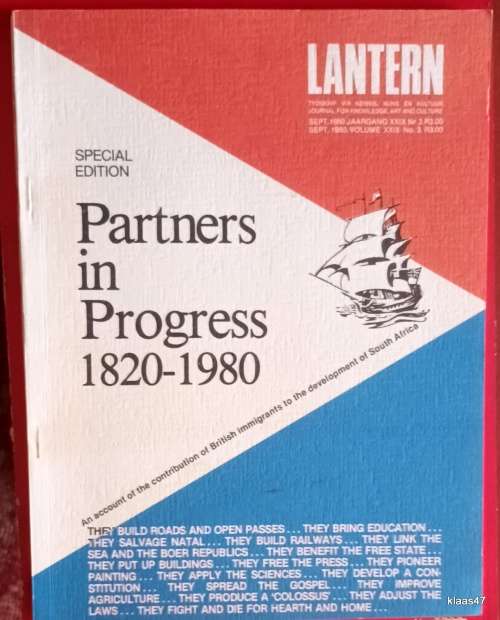 LANTERN
TYDSKRIF VIR KENNIS, KUNS EN KULTUUR
JOURNAL FOR KNOWLEDGE, ART AND CULTURE
SEPT. 1980 JAARGANG XXIX Nr 3. R3.00
SEPT. 1980. VOLUME XXIX No. 3. R3.00
SPECIAL
EDITION
Partners
in
Progress
1820-1980
An account of the contribution of British immigrants to the development of South Africa
THEY BUILD ROADS AND OPEN PASSES . . . THEY BRING EDUCATION . . .
THEY SALVAGE NATAL . . . THEY BUILD RAILWAYS . . . THEY LINK THE
SEA AND THE BOER REPUBLICS . . . THEY BENEFIT THE FREE STATE . . .
THEY PUT UP BUILDINGS . . . THEY FREE THE PRESS . . . THEY PIONEER
PAINTING . . . THEY APPLY THE SCIENCES . . . THEY DEVELOP A CON-
STITUTION . . . THEY SPREAD THE GOSPEL . . . THEY IMPROVE
AGRICULTURE . . . THEY PRODUCE A 'COLOSSUS' . . . THEY ADJUST THE
LAWS . . . THEY FIGHT AND DIE FOR HEARTH AND HOME . . .
klaas47